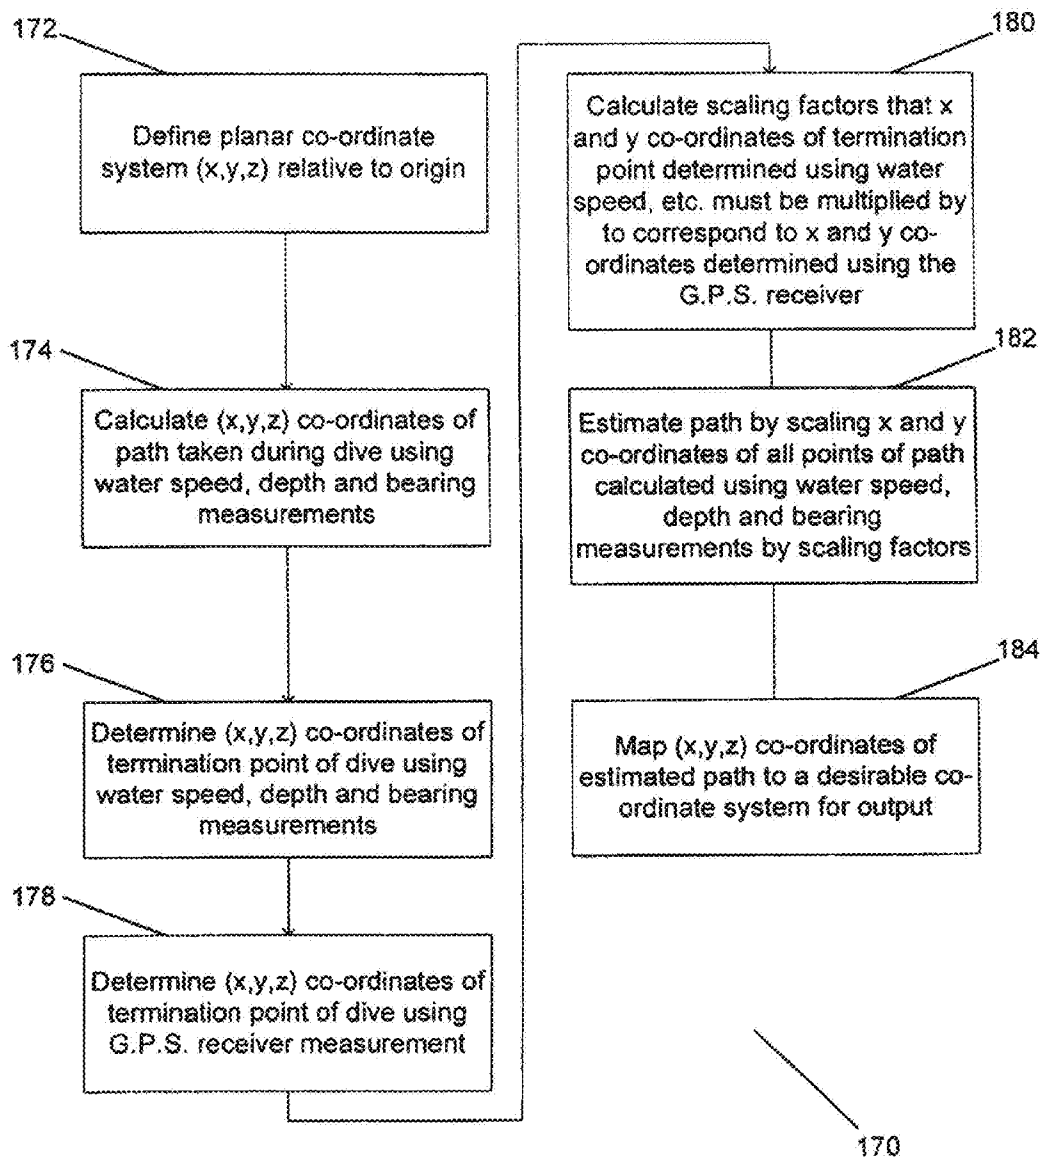 172
Define planar co-ordinate
system (x,y,z) relative to origin
174
Calculate (x,y,z) co-ordinates of
path taken during dive using
water speed, depth and bearing
measurements
176
Determine (x,y,z) co-ordinates of
termination point of dive using
water speed, depth and bearing
measurements
178
Determine (x,y,z) co-ordinates of
termination point of dive using
G.P.S. receiver measurement
180
Calculate scaling factors that x
and y co-ordinates of termination
point determined using water
speed, etc. must be multiplied by
to correspond to x and y co-
ordinates determined using the
G.P.S. receiver
182
Estimate path by scaling x and y
co-ordinates of all points of path
calculated using water speed,
depth and bearing
measurements by scaling factors
184
Map (x,y,z) co-ordinates of
estimated path to a desirable co-
ordinate system for output
170